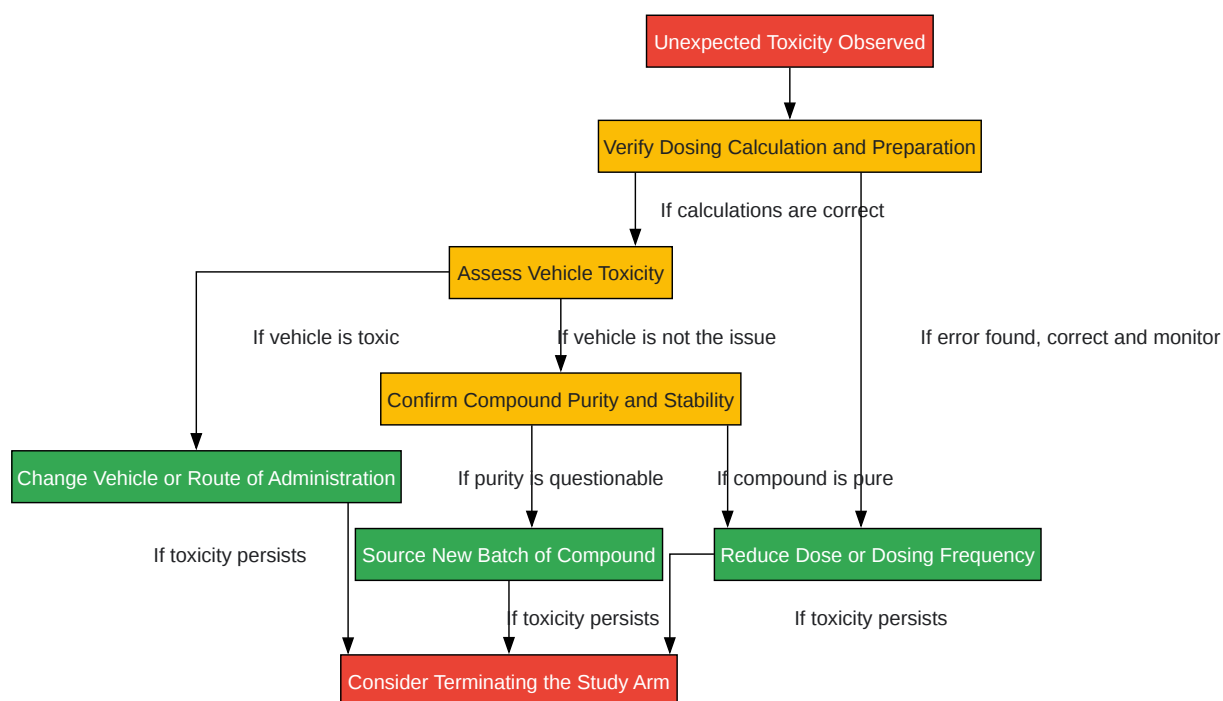 Unexpected Toxicity Observed
Verify Dosing Calculation and Preparation
If calculations are correct
Assess Vehicle Toxicity
If vehicle is toxic
If vehicle is not the issue
If error found, correct and monitor
Confirm Compound Purity and Stability
Change Vehicle or Route of Administration
If purity is questionable
If compound is pure
If toxicity persists
Source New Batch of Compound
Reduce Dose or Dosing Frequency
If toxicity persists
If toxicity persists
Consider Terminating the Study Arm